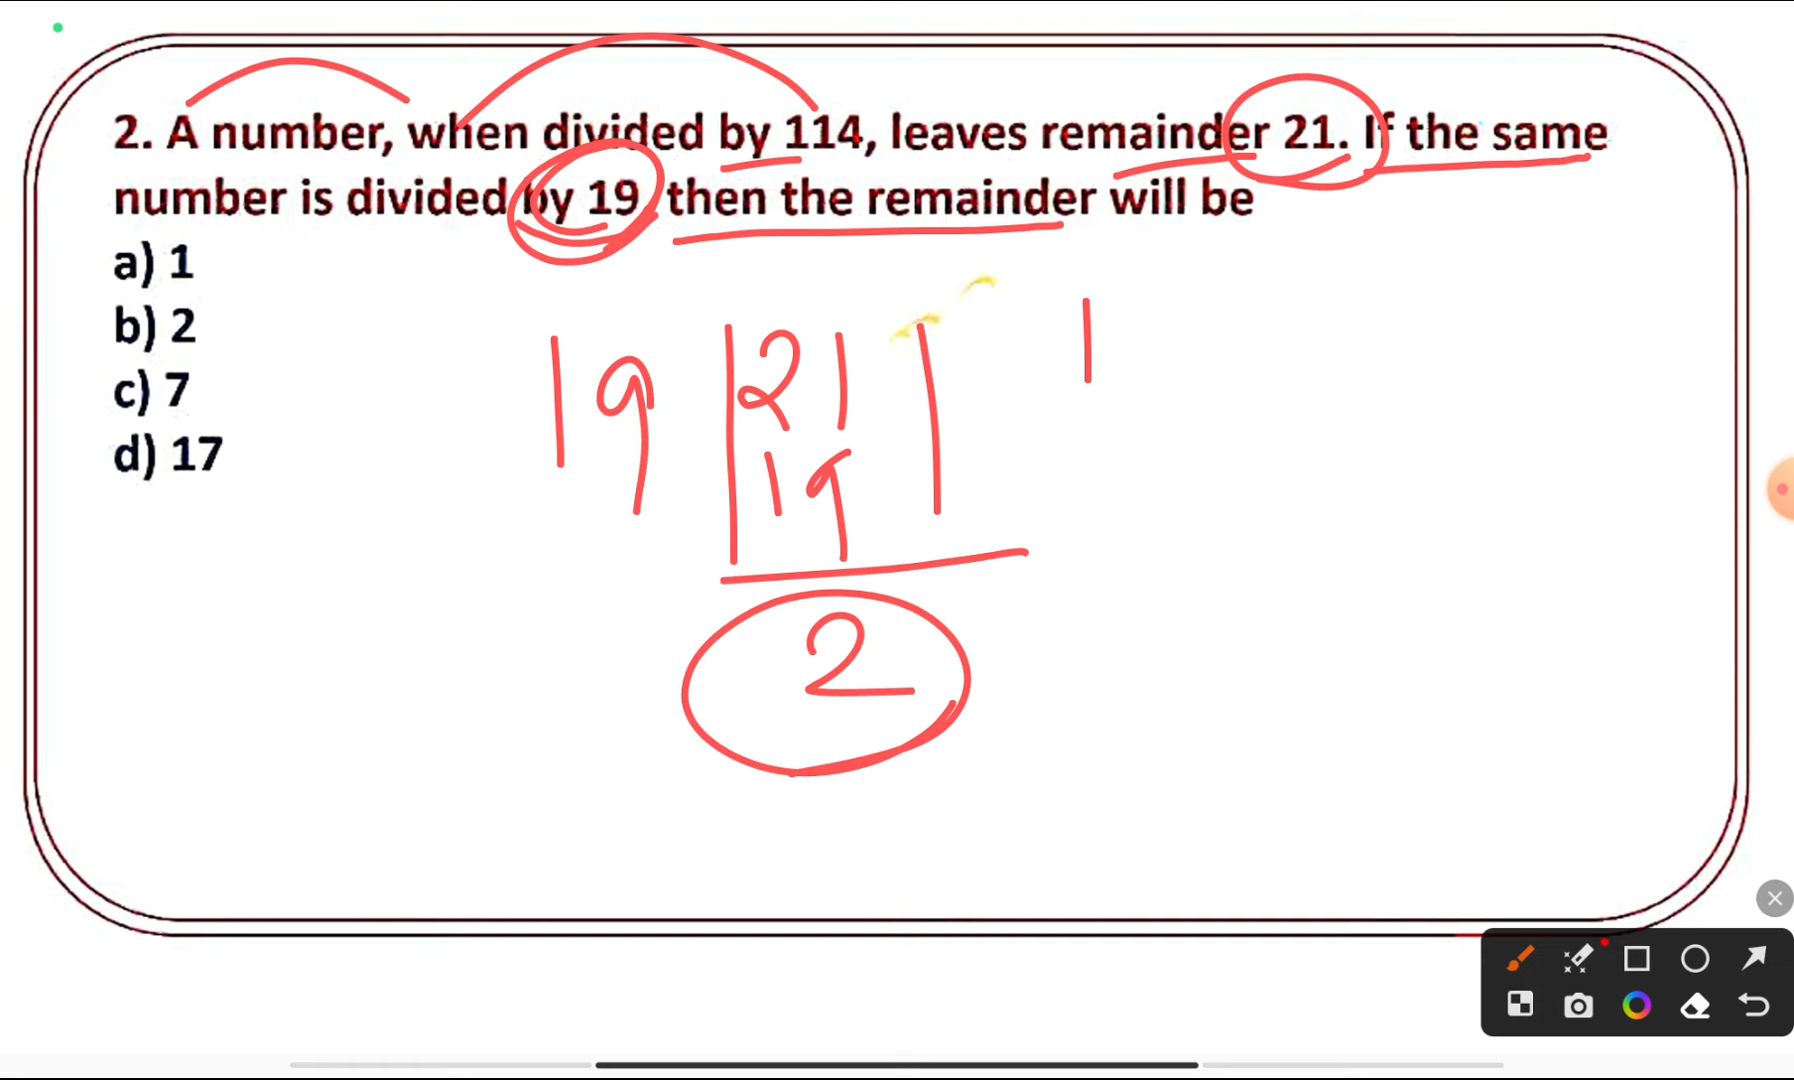 2. A number, when divided by 114, leaves remainder 21. If the same
number is divided by 19, then the remainder will be
a) 1
b) 2
c) 7
d) 17
19 21 1
19
2